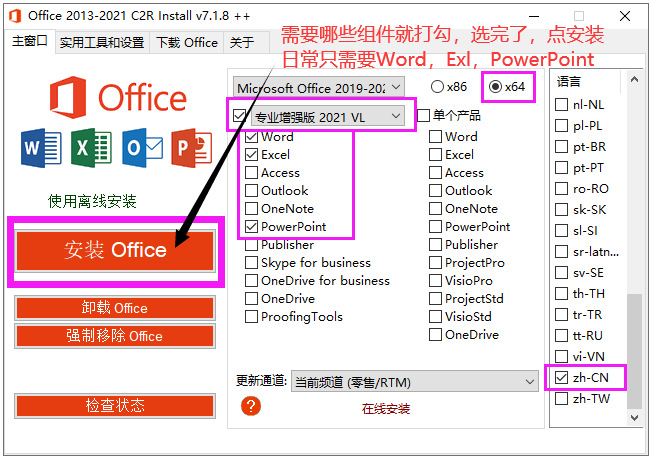 Office 2013-2021 C2R Install v7.1.8 ++
主窗口 实用工具和设置 下载 Office 关于
需要哪些组件就打勾，选完了，点安装
日常只需要Word，Exl，PowerPoint
Office
使用离线安装
安装 Office
卸载 Office
强制移除 Office
检查状态
Microsoft Office 2019-202
x86
x64
专业增强版 2021 VL
Word
Excel
Access
Outlook
OneNote
PowerPoint
Publisher
Skype for business
OneDrive for business
OneDrive
ProofingTools
单个产品
Word
Excel
Access
Outlook
OneNote
PowerPoint
Publisher
ProjectPro
VisioPro
ProjectStd
VisioStd
OneDrive
更新通道: 当前频道 (零售/RTM)
?
在线安装
语言
nl-NL
pl-PL
pt-BR
pt-PT
ro-RO
sk-SK
sl-SI
sr-latn...
sv-SE
th-TH
tr-TR
tt-RU
vi-VN
zh-CN
zh-TW